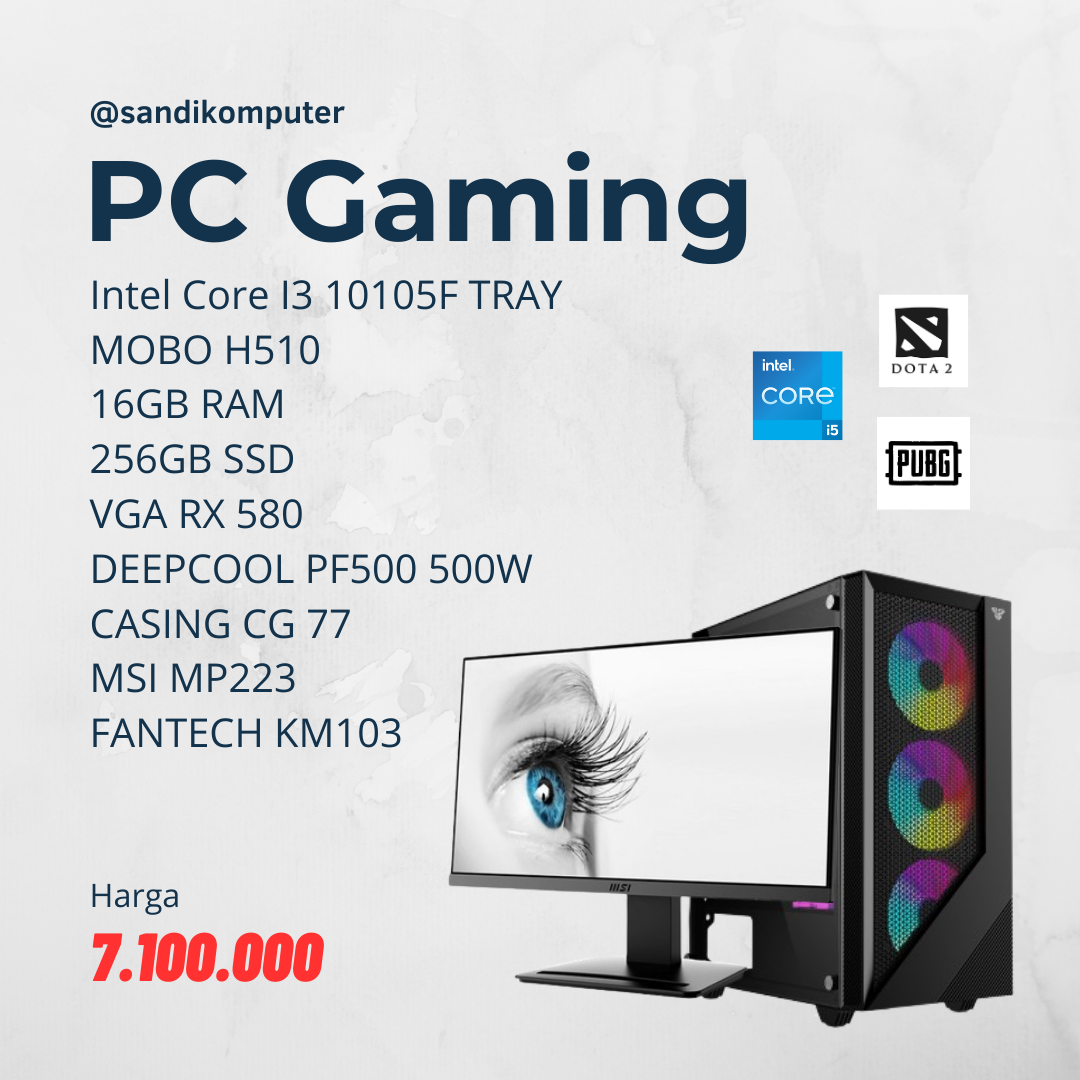 @sandikomputer
PC Gaming
Intel Core I3 10105F TRAY
MOBO H510
16GB RAM
256GB SSD
VGA RX 580
DEEPCOOL PF500 500W
CASING CG 77
MSI MP223
FANTECH KM103
intel.
CORE
i5
DOTA 2
PUBG
msi
Harga
7.100.000